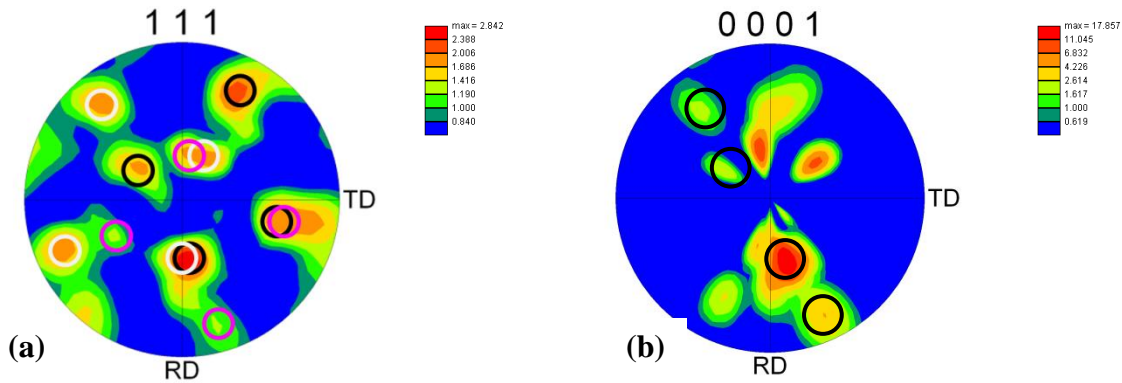 1 1 1
max = 2.842
2.388
2.006
1.686
1.416
1.190
1.000
0.840
TD
RD
(a)
0 0 0 1
max = 17.857
11.045
6.832
4.226
2.614
1.617
1.000
0.619
TD
RD
(b)